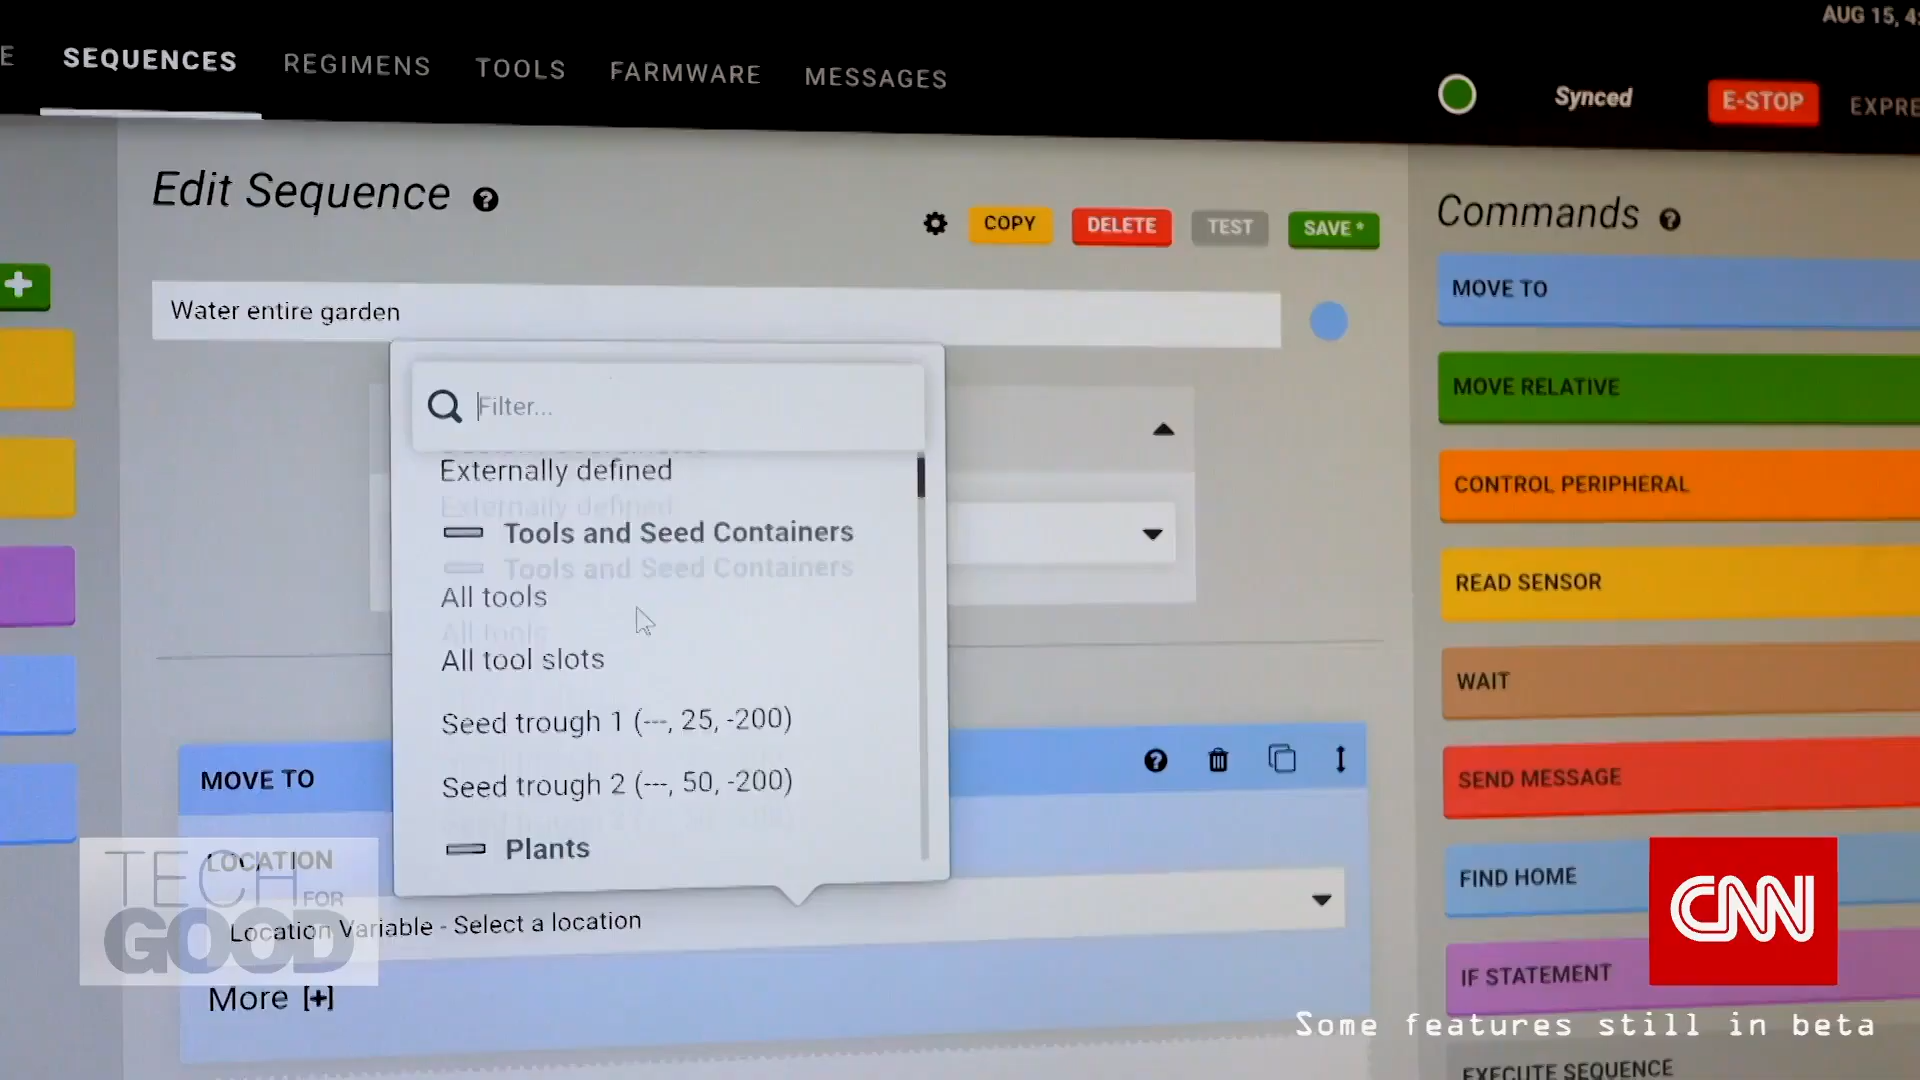 AUG 15, 4:
E SEQUENCES REGIMENS TOOLS FARMWARE MESSAGES
Synced E-STOP EXPRE
Edit Sequence ?
COPY DELETE TEST SAVE *
Commands ?
+
Water entire garden
MOVE TO
Filter...
MOVE RELATIVE
Externally defined
CONTROL PERIPHERAL
Tools and Seed Containers
All tools
READ SENSOR
All tool slots
WAIT
Seed trough 1 (---, 25, -200)
Seed trough 2 (---, 50, -200)
MOVE TO ?
SEND MESSAGE
Plants
LOCATION
FIND HOME
Location Variable - Select a location
IF STATEMENT
More [+]
EXECUTE SEQUENCE
TECH
FOR
GOOD
CNN
Some features still in beta